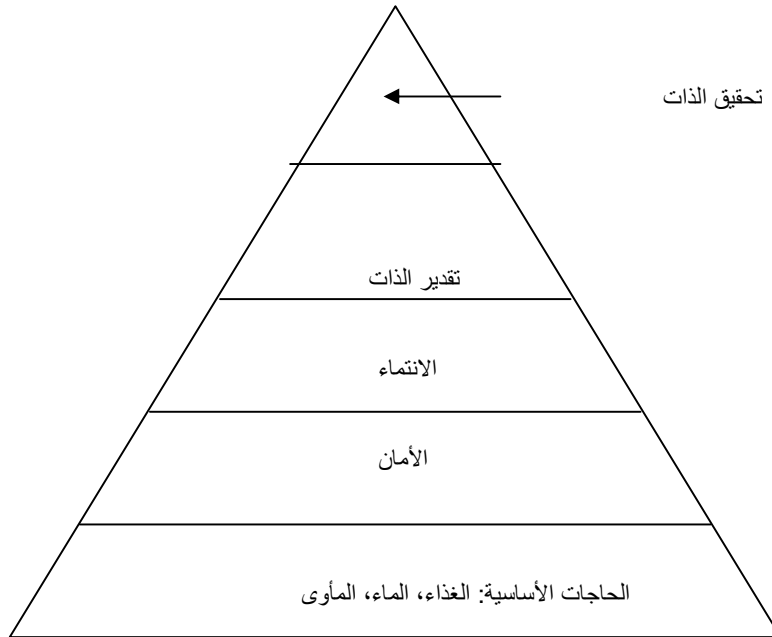 تحقيق الذات
تقدير الذات
الانتماء
الأمان
الحاجات الأساسية: الغذاء، الماء، المأوى